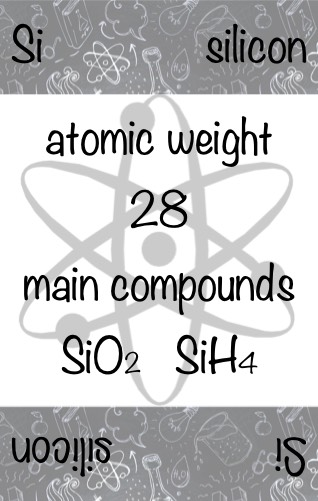 Si silicon
atomic weight
28
main compounds
SiO2 SiH4
silicon Si